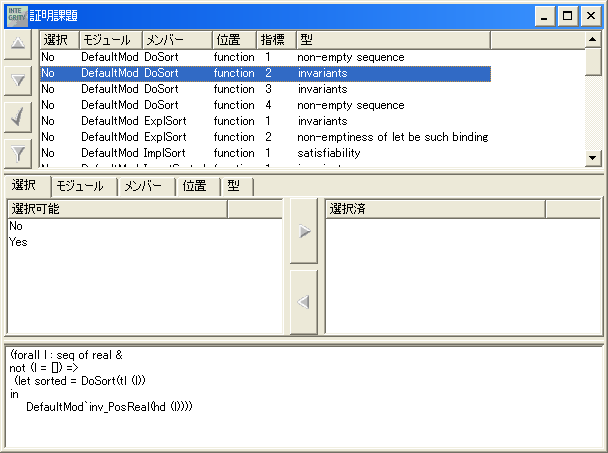 INTE GRITY 証明課題
選択 モジュール メンバー 位置 指標 型
No DefaultMod DoSort function 1 non-empty sequence
No DefaultMod DoSort function 2 invariants
No DefaultMod DoSort function 3 invariants
No DefaultMod DoSort function 4 non-empty sequence
No DefaultMod ExplSort function 1 invariants
No DefaultMod ExplSort function 2 non-emptiness of let be such binding
No DefaultMod ImplSort function 1 satisfiability
選択 モジュール メンバー 位置 型
選択可能 選択済
No
Yes
(forall l : seq of real &
not (l = []) =>
(let sorted = DoSort(tl (l))
in
DefaultMod`inv_PosReal(hd (l))))